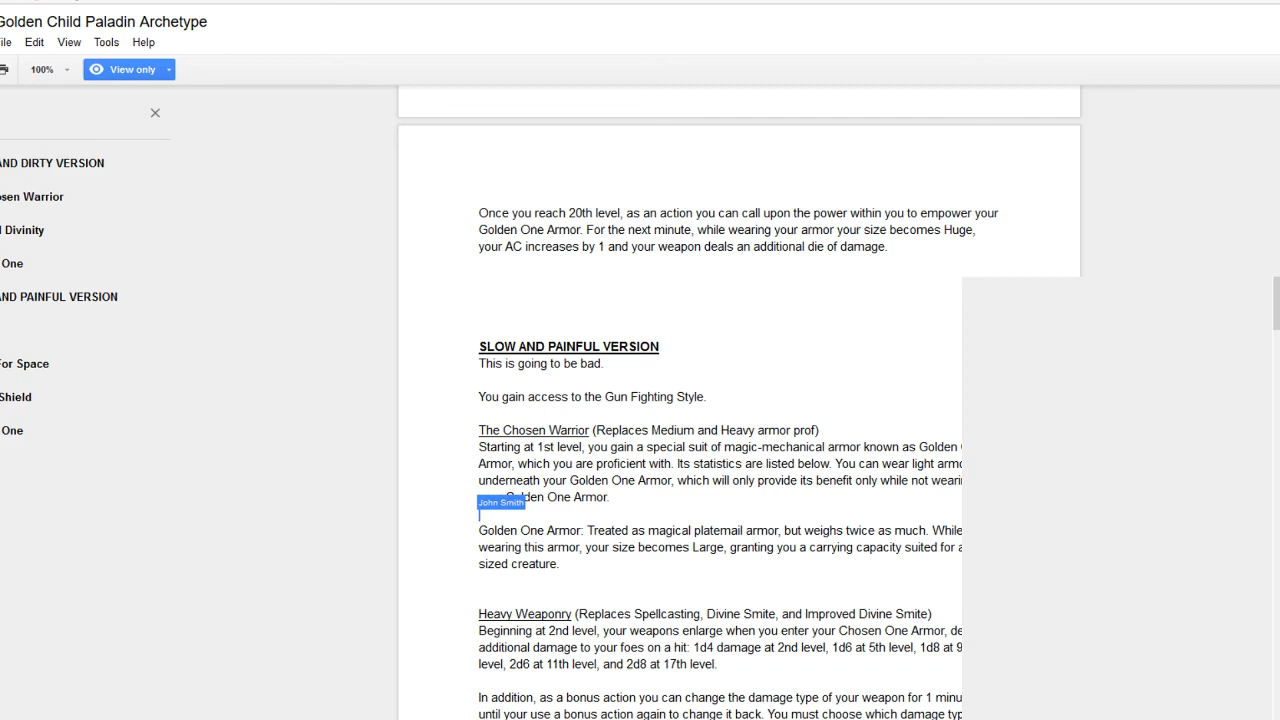 Golden Child Paladin Archetype
Edit View Tools Help
100%
View only
AND DIRTY VERSION
Divinity
One
AND PAINFUL VERSION
For Space
Shield
One
Once you reach 20th level, as an action you can call upon the power within you to empower your
Golden One Armor. For the next minute, while wearing your armor your size becomes Huge,
your AC increases by 1 and your weapon deals an additional die of damage.
SLOW AND PAINFUL VERSION
This is going to be bad.
You gain access to the Gun Fighting Style.
The Chosen Warrior (Replaces Medium and Heavy armor prof)
Starting at 1st level, you gain a special suit of magic-mechanical armor known as Golden
Armor, which you are proficient with. Its statistics are listed below. You can wear light
underneath your Golden One Armor, which will only provide its benefit only while not
One Armor.
John Smith
Golden One Armor: Treated as magical platemail armor, but weighs twice as much. While
wearing this armor, your size becomes Large, granting you a carrying capacity suited for a
sized creature.
Heavy Weaponry (Replaces Spellcasting, Divine Smite, and Improved Divine Smite)
Beginning at 2nd level, your weapons enlarge when you enter your Chosen One Armor,
additional damage to your foes on a hit: 1d4 damage at 2nd level, 1d6 at 5th level, 1d8 at 9
level, 2d6 at 11th level, and 2d8 at 17th level.
In addition, as a bonus action you can change the damage type of your weapon for 1
until your use a bonus action again to change it back. You must choose which damage